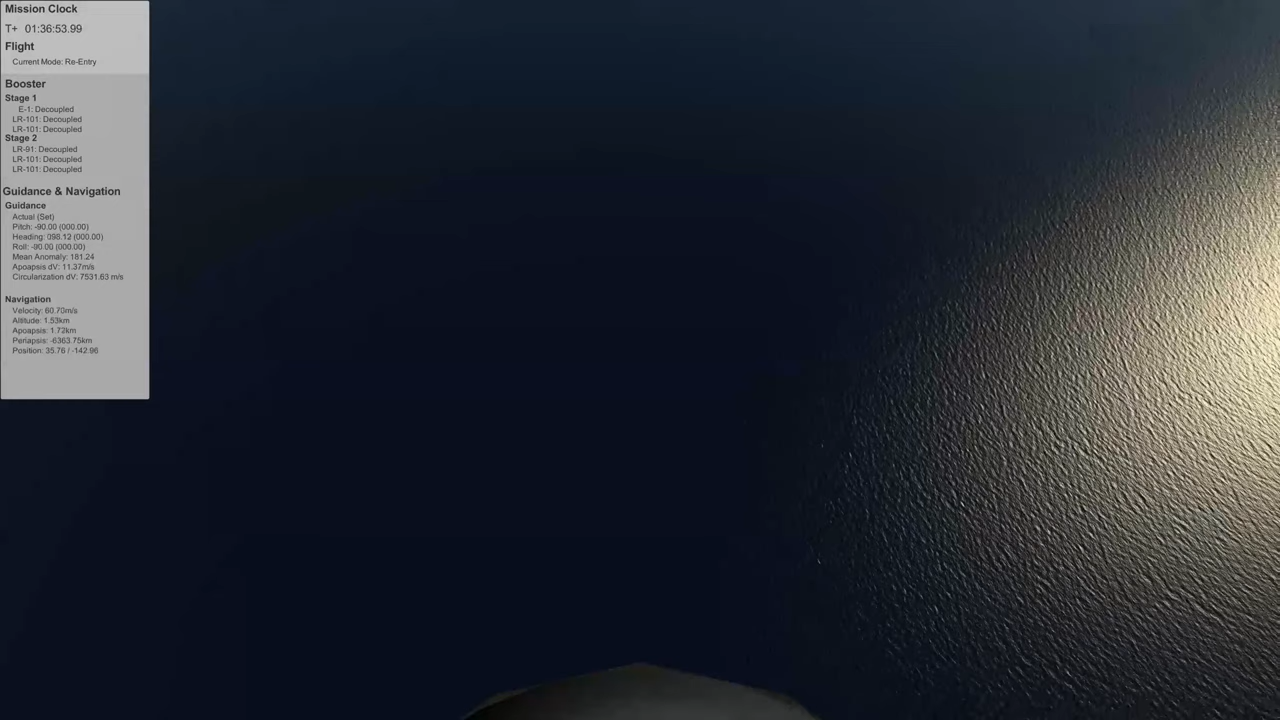 Mission Clock
T+ 01:36:53.99
Flight
Current Mode: Re-Entry
Booster
Stage 1
E-1: Decoupled
LR-101: Decoupled
LR-101: Decoupled
Stage 2
LR-91: Decoupled
LR-101: Decoupled
LR-101: Decoupled
Guidance & Navigation
Guidance
Actual (Set)
Pitch: -90.00 (000.00)
Heading: 098.12 (000.00)
Roll: -90.00 (000.00)
Mean Anomaly: 181.24
Apoapsis dV: 11.37m/s
Circularization dV: 7531.63 m/s
Navigation
Velocity: 60.70m/s
Altitude: 1.53km
Apoapsis: 1.72km
Periapsis: -6363.75km
Position: 35.76 / -142.96